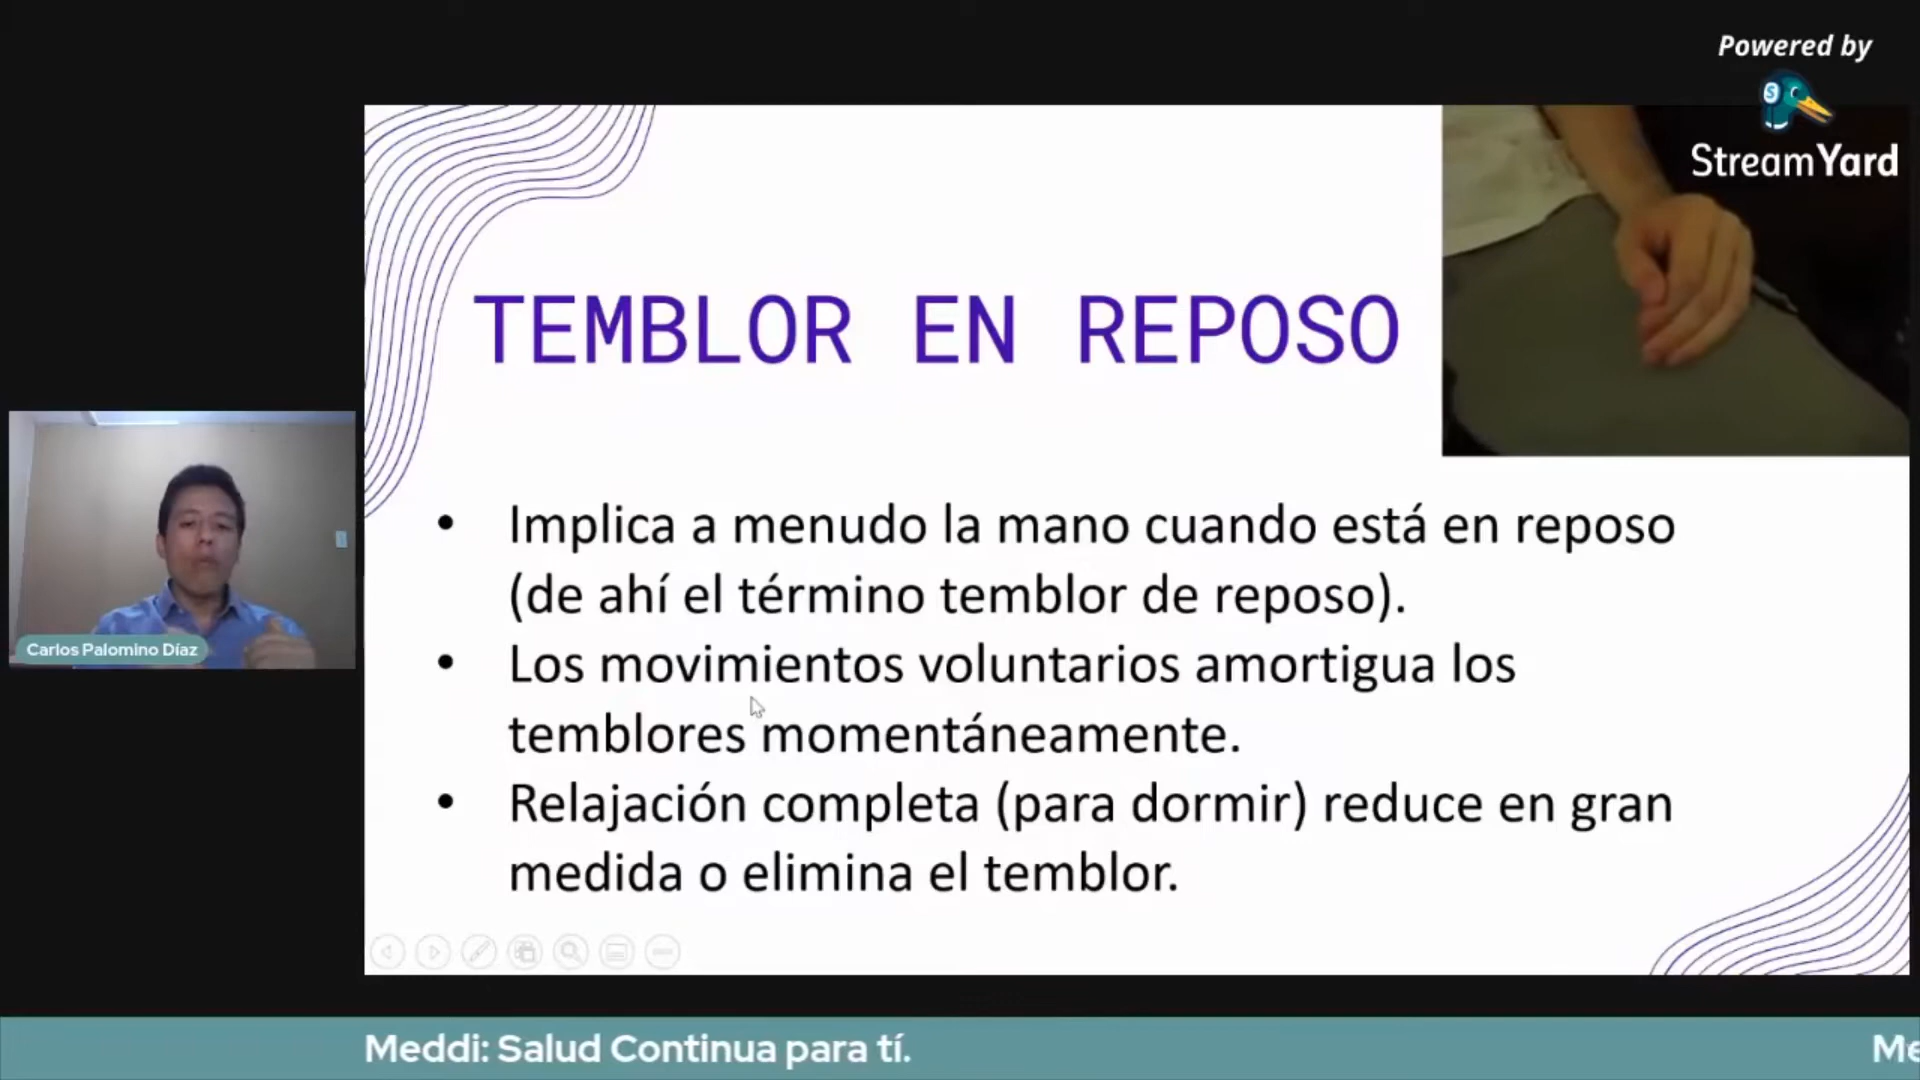 Powered by
StreamYard
TEMBLOR EN REPOSO
• Implica a menudo la mano cuando está en reposo
(de ahí el término temblor de reposo).
• Los movimientos voluntarios amortigua los
temblores momentáneamente.
• Relajación completa (para dormir) reduce en gran
medida o elimina el temblor.
Carlos Palomino Díaz
Meddi: Salud Continua para tí.